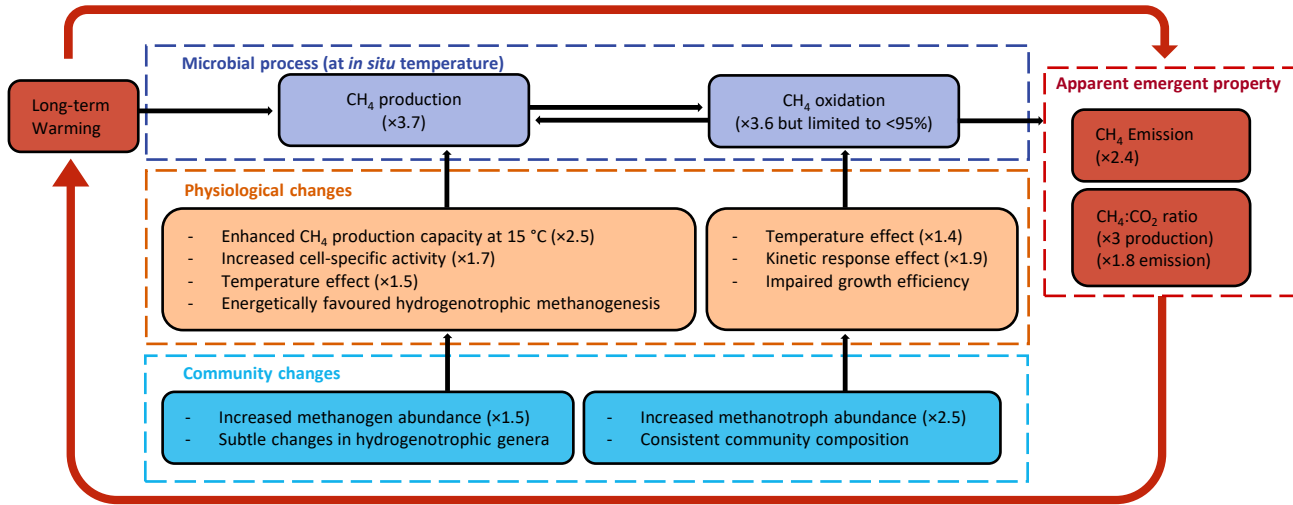 Microbial process (at in situ temperature)
Long-term
Warming
CH₄ production
(×3.7)
CH₄ oxidation
(×3.6 but limited to <95%)
Apparent emergent property
CH₄ Emission
(×2.4)
CH₄:CO₂ ratio
(×3 production)
(×1.8 emission)
Physiological changes
- Enhanced CH₄ production capacity at 15 °C (×2.5)
- Increased cell-specific activity (×1.7)
- Temperature effect (×1.5)
- Energetically favoured hydrogenotrophic methanogenesis
- Temperature effect (×1.4)
- Kinetic response effect (×1.9)
- Impaired growth efficiency
Community changes
- Increased methanogen abundance (×1.5)
- Subtle changes in hydrogenotrophic genera
- Increased methanotroph abundance (×2.5)
- Consistent community composition